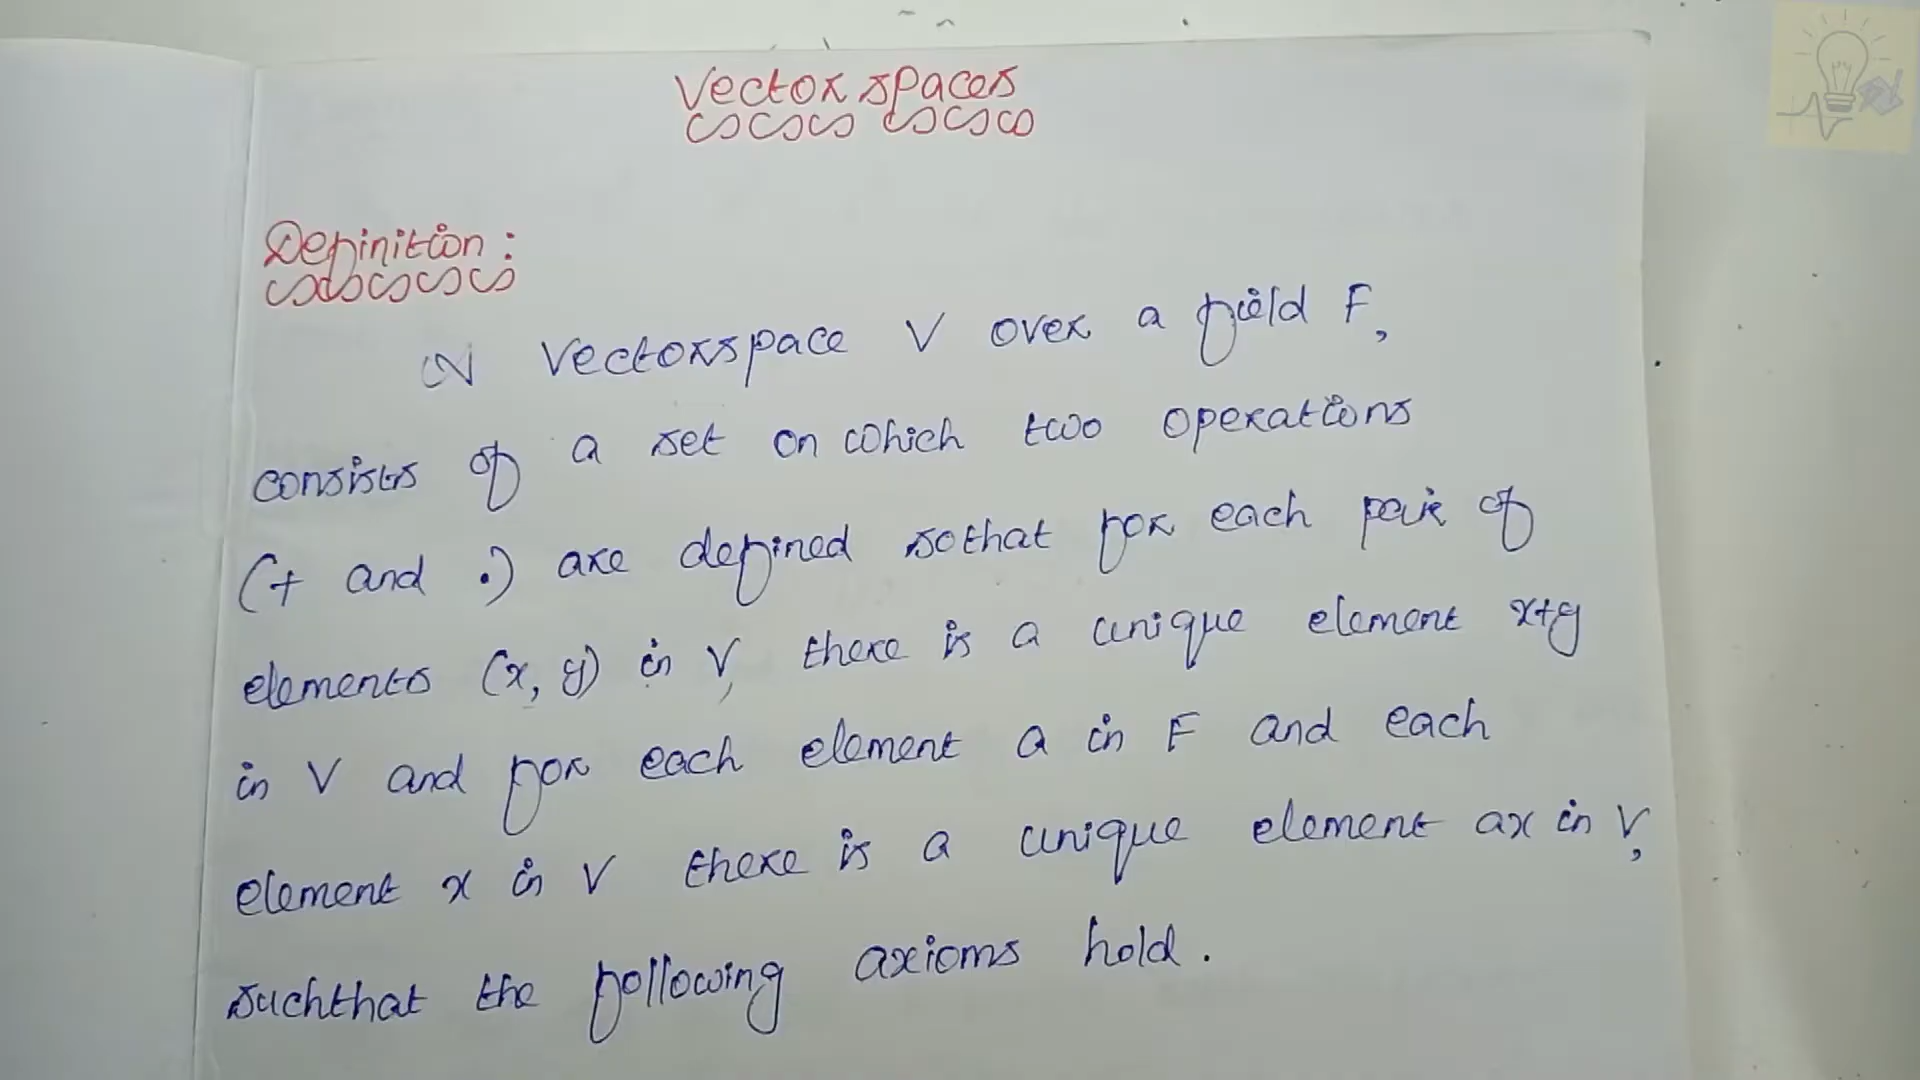 Vector spaces
Definition :
A Vectorspace V over a field F,
consists of a set on which two operations
(+ and •) are defined sothat for each pair of
elements (x, y) in V, there is a unique element x+y
in V and for each element a in F and each
element x in V there is a unique element ax in V,
suchthat the following axioms hold.